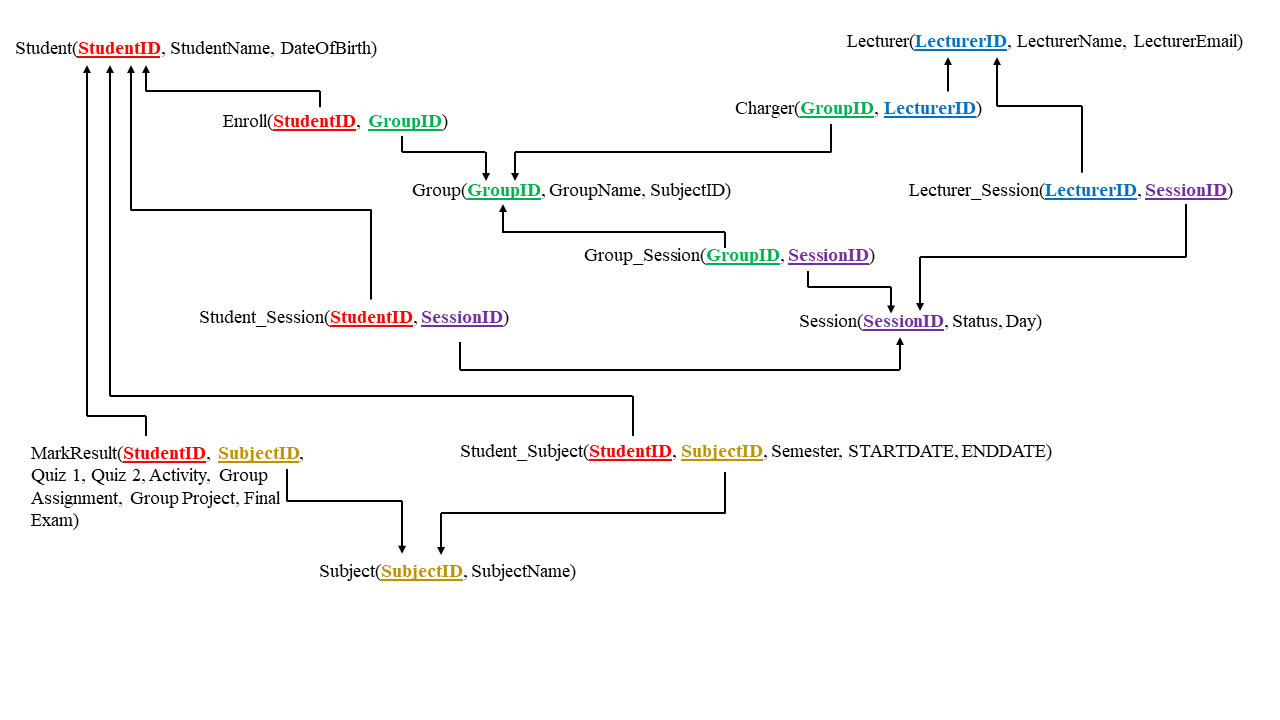 Student(StudentID, StudentName, DateOfBirth)
Lecturer(LecturerID, LecturerName, LecturerEmail)
Enroll(StudentID, GroupID)
Charger(GroupID, LecturerID)
Group(GroupID, GroupName, SubjectID)
Lecturer_Session(LecturerID, SessionID)
Group_Session(GroupID, SessionID)
Student_Session(StudentID, SessionID)
Session(SessionID, Status, Day)
MarkResult(StudentID, SubjectID,
Quiz 1, Quiz 2, Activity, Group
Assignment, Group Project, Final
Exam)
Student_Subject(StudentID, SubjectID, Semester, STARTDATE, ENDDATE)
Subject(SubjectID, SubjectName)